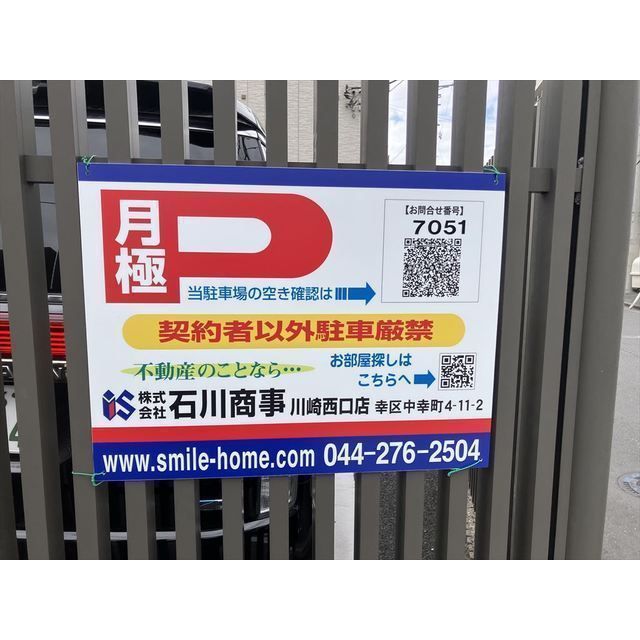 月極
P
【お問合せ番号】
7051
当駐車場の空き確認は
契約者以外駐車厳禁
不動産のことなら…
お部屋探しは
こちらへ
iS 株式会社 石川商事 川崎西口店 幸区中幸町4-11-2
www.smile-home.com 044-276-2504